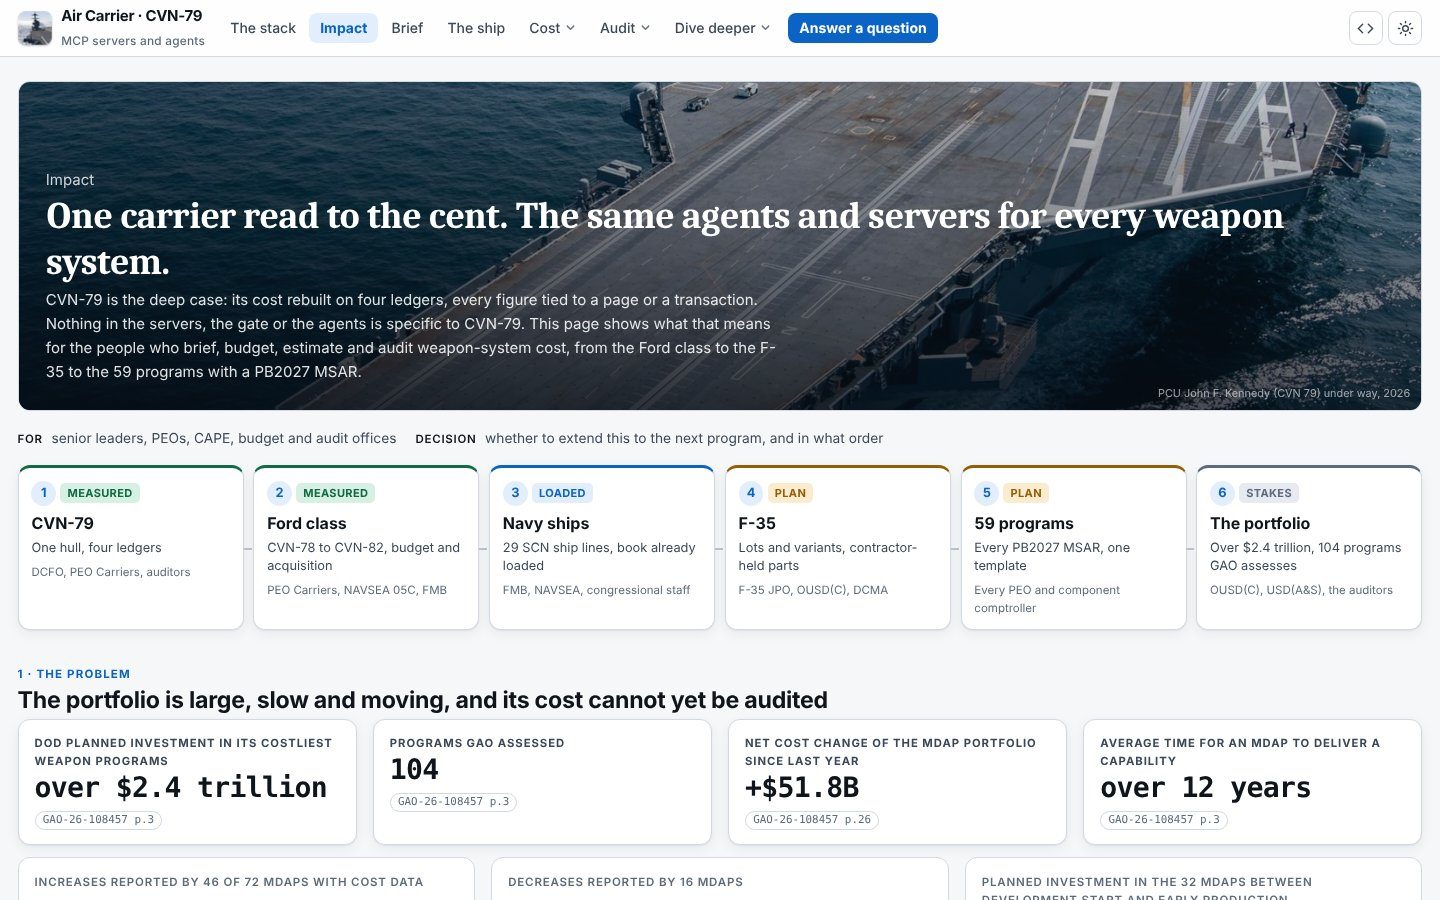 Air Carrier · CVN-79
MCP servers and agents
The stack
Impact
Brief
The ship
Cost
Audit
Dive deeper
Answer a question
Impact
One carrier read to the cent. The same agents and servers for every weapon
system.
CVN-79 is the deep case: its cost rebuilt on four ledgers, every figure tied to a page or a transaction.
Nothing in the servers, the gate or the agents is specific to CVN-79. This page shows what that means
for the people who brief, budget, estimate and audit weapon-system cost, from the Ford class to the F-
35 to the 59 programs with a PB2027 MSAR.
PCU John F. Kennedy (CVN 79) under way, 2026
FOR senior leaders, PEOs, CAPE, budget and audit offices DECISION whether to extend this to the next program, and in what order
1 MEASURED
CVN-79
One hull, four ledgers
DCFO, PEO Carriers, auditors
2 MEASURED
Ford class
CVN-78 to CVN-82, budget and
acquisition
PEO Carriers, NAVSEA 05C, FMB
3 LOADED
Navy ships
29 SCN ship lines, book already
loaded
FMB, NAVSEA, congressional staff
4 PLAN
F-35
Lots and variants, contractor-
held parts
F-35 JPO, OUSD(C), DCMA
5 PLAN
59 programs
Every PB2027 MSAR, one
template
Every PEO and component
comptroller
6 STAKES
The portfolio
Over $2.4 trillion, 104 programs
GAO assesses
OUSD(C), USD(A&S), the auditors
1 · THE PROBLEM
The portfolio is large, slow and moving, and its cost cannot yet be audited
DOD PLANNED INVESTMENT IN ITS COSTLIEST
WEAPON PROGRAMS
over $2.4 trillion
GAO-26-108457 p.3
PROGRAMS GAO ASSESSED
104
GAO-26-108457 p.3
NET COST CHANGE OF THE MDAP PORTFOLIO
SINCE LAST YEAR
+$51.8B
GAO-26-108457 p.26
AVERAGE TIME FOR AN MDAP TO DELIVER A
CAPABILITY
over 12 years
GAO-26-108457 p.3
INCREASES REPORTED BY 46 OF 72 MDAPS WITH COST DATA
DECREASES REPORTED BY 16 MDAPS
PLANNED INVESTMENT IN THE 32 MDAPS BETWEEN
DEVELOPMENT START AND EARLY PRODUCTION